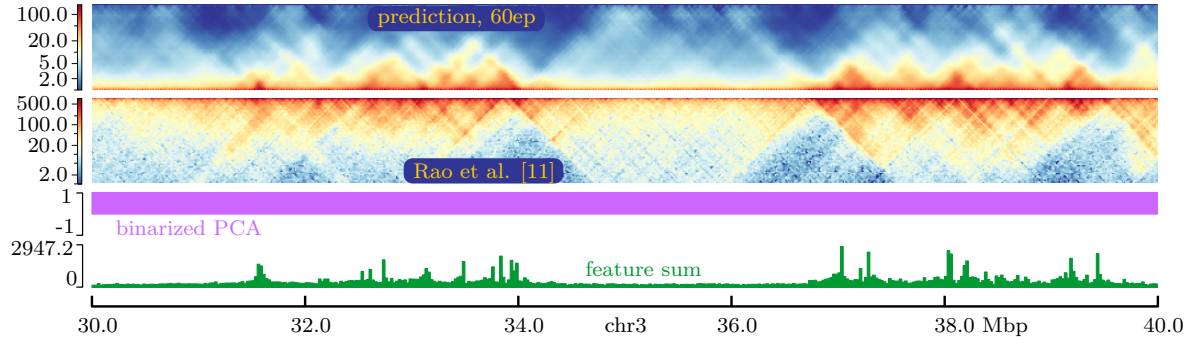 prediction, 60ep
100.0
20.0
5.0
2.0
500.0
100.0
20.0
2.0
Rao et al. [11]
1
-1
binarized PCA
2947.2
0
feature sum
30.0 32.0 34.0 chr3 36.0 38.0 Mbp 40.0